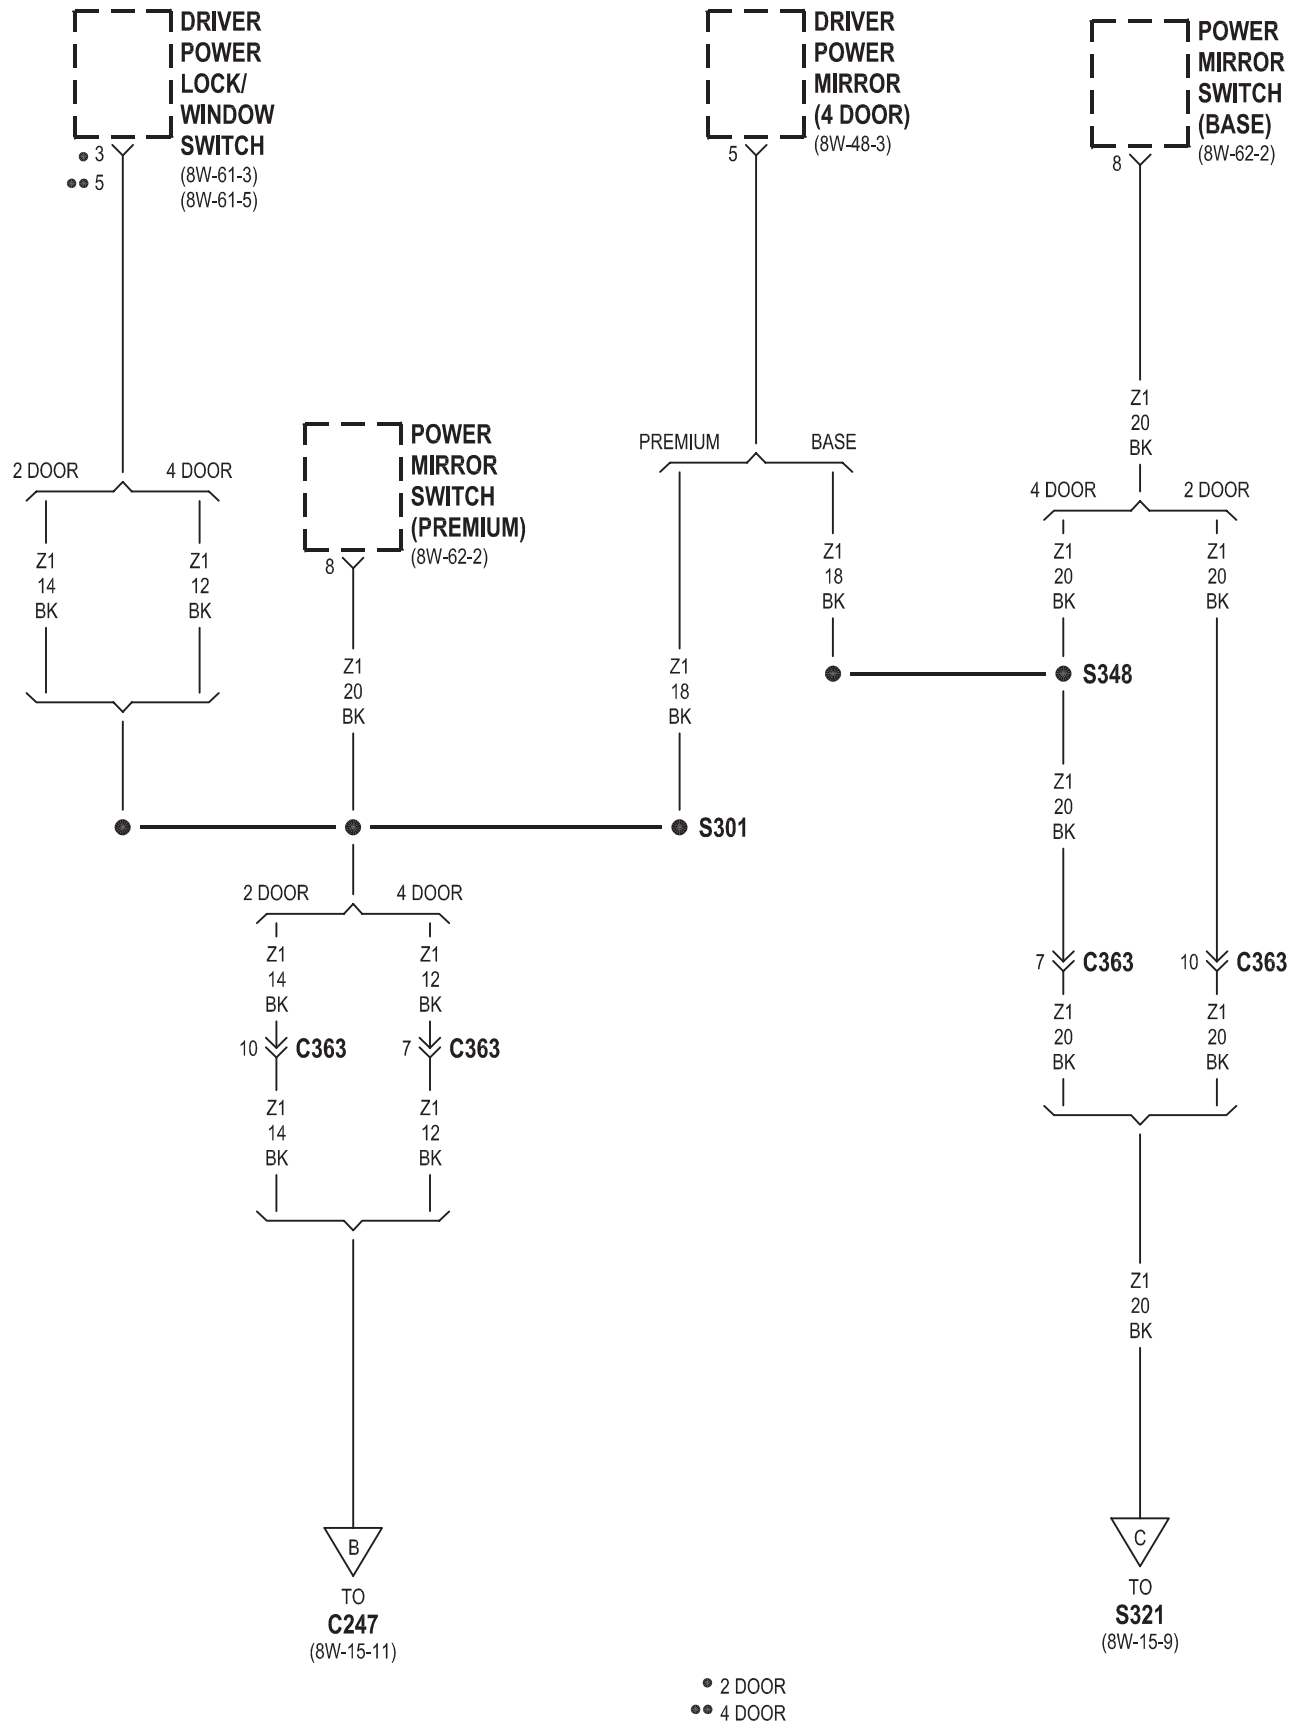 DRIVER
POWER
LOCK/
WINDOW
SWITCH
(8W-61-3)
(8W-61-5)
3
5
DRIVER
POWER
MIRROR
(4 DOOR)
(8W-48-3)
5
POWER
MIRROR
SWITCH
(BASE)
(8W-62-2)
8
Z1
20
BK
2 DOOR
4 DOOR
Z1
14
BK
Z1
12
BK
POWER
MIRROR
SWITCH
(PREMIUM)
(8W-62-2)
8
Z1
20
BK
PREMIUM
BASE
Z1
18
BK
Z1
18
BK
4 DOOR
2 DOOR
Z1
20
BK
Z1
20
BK
S348
Z1
20
BK
S301
2 DOOR
4 DOOR
Z1
14
BK
Z1
12
BK
10
C363
7
C363
Z1
14
BK
Z1
12
BK
7
C363
10
C363
Z1
20
BK
Z1
20
BK
Z1
20
BK
B
TO
C247
(8W-15-11)
C
TO
S321
(8W-15-9)
2 DOOR
4 DOOR